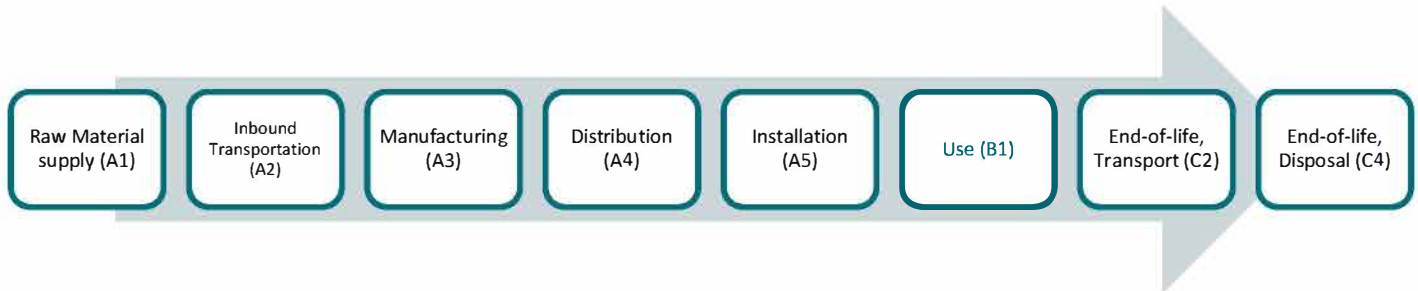 Raw Material
supply (A1)
Inbound
Transportation
(A2)
Manufacturing
(A3)
Distribution
(A4)
Installation
(A5)
Use (B1)
End-of-life,
Transport (C2)
End-of-life,
Disposal (C4)